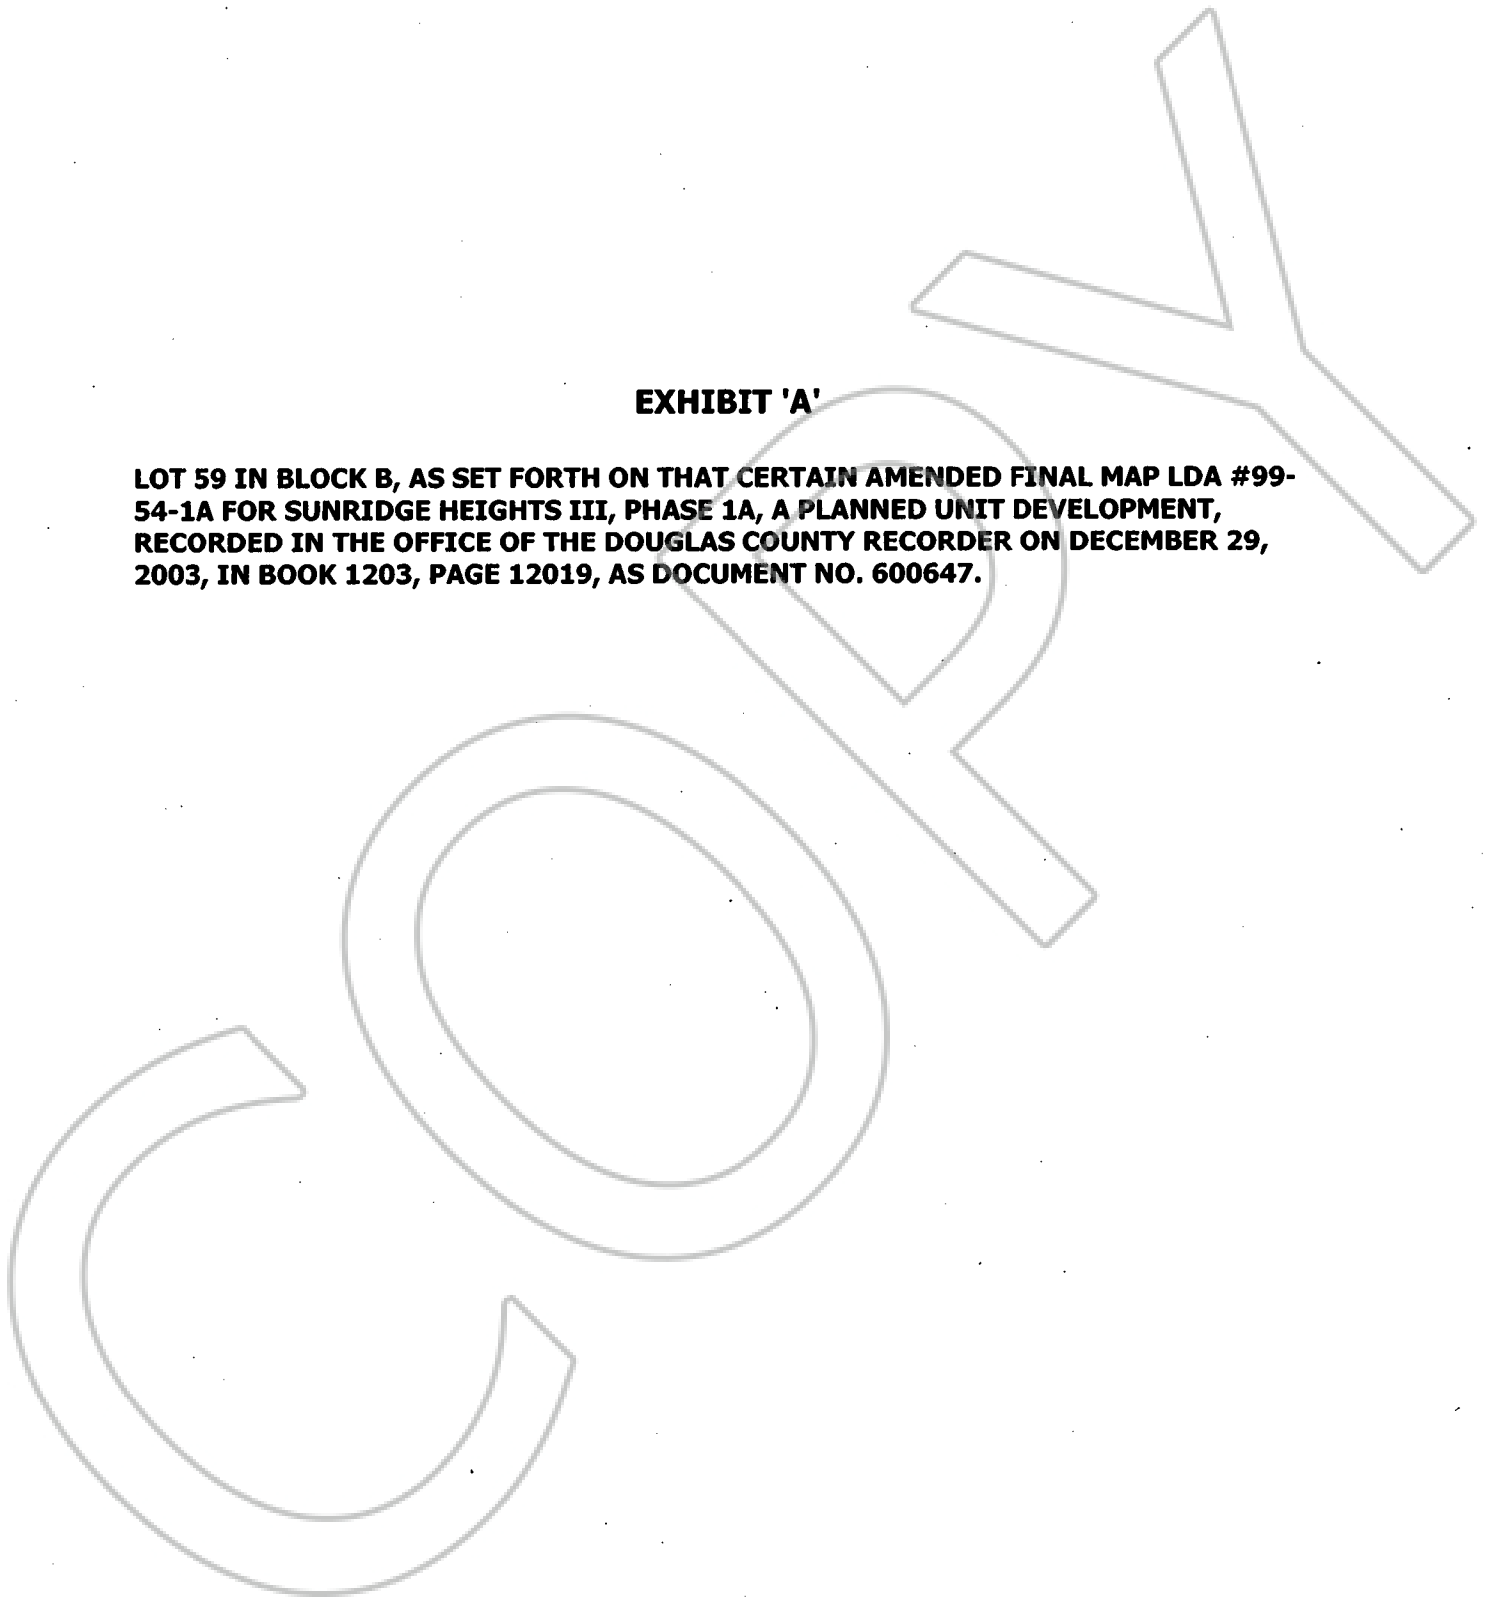 EXHIBIT 'A'
LOT 59 IN BLOCK B, AS SET FORTH ON THAT CERTAIN AMENDED FINAL MAP LDA #99-
54-1A FOR SUNRIDGE HEIGHTS III, PHASE 1A, A PLANNED UNIT DEVELOPMENT,
RECORDED IN THE OFFICE OF THE DOUGLAS COUNTY RECORDER ON DECEMBER 29,
2003, IN BOOK 1203, PAGE 12019, AS DOCUMENT NO. 600647.
COPY